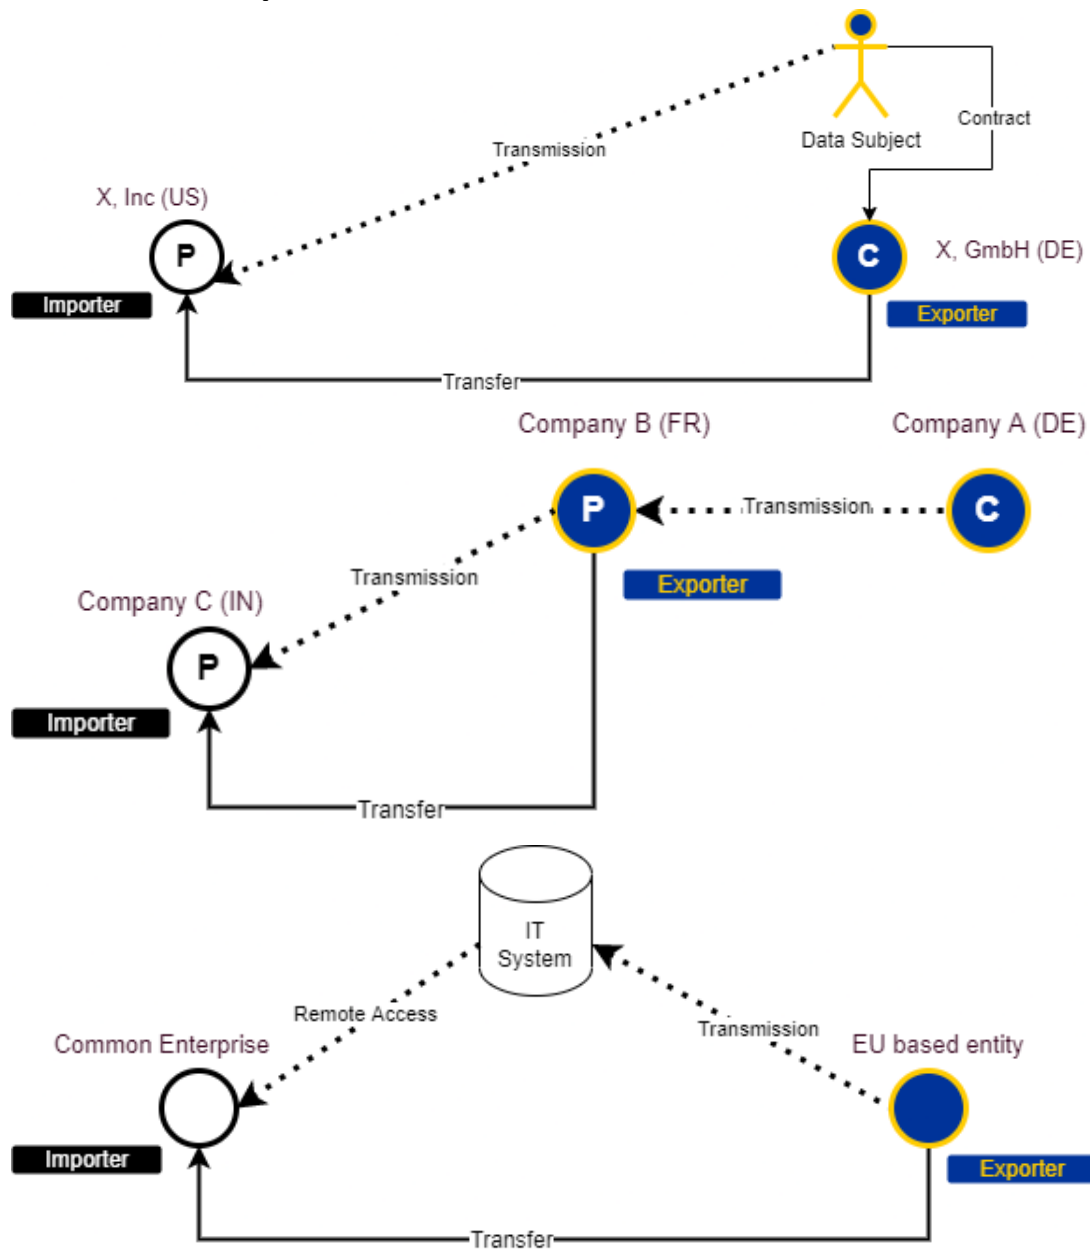 Data Subject
Contract
Transmission
X, Inc (US)
P
Importer
C
X, GmbH (DE)
Exporter
Transfer
Company B (FR)
Company A (DE)
P
Transmission
C
Transmission
Exporter
Company C (IN)
P
Importer
Transfer
IT
System
Remote Access
Transmission
Common Enterprise
EU based entity
Importer
Exporter
Transfer